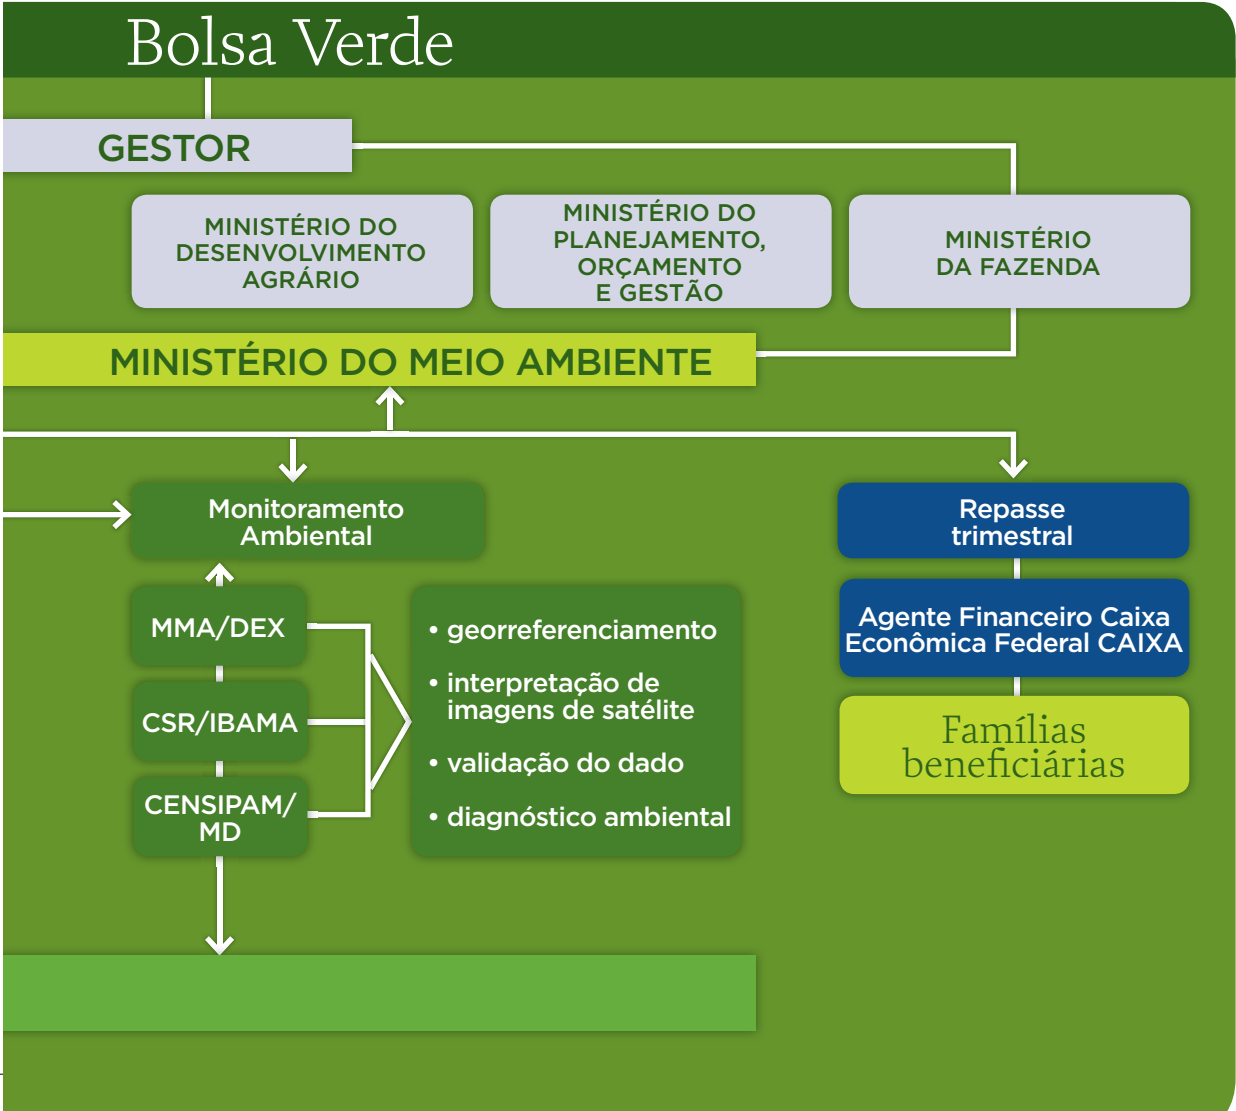 Bolsa Verde
GESTOR
MINISTÉRIO DO
DESENVOLVIMENTO
AGRÁRIO
MINISTÉRIO DO
PLANEJAMENTO,
ORÇAMENTO
E GESTÃO
MINISTÉRIO
DA FAZENDA
MINISTÉRIO DO MEIO AMBIENTE
Monitoramento
Ambiental
MMA/DEX
CSR/IBAMA
CENSIPAM/
MD
• georreferenciamento
• interpretação de
imagens de satélite
• validação do dado
• diagnóstico ambiental
Repasse
trimestral
Agente Financeiro Caixa
Econômica Federal CAIXA
Famílias
beneficiárias